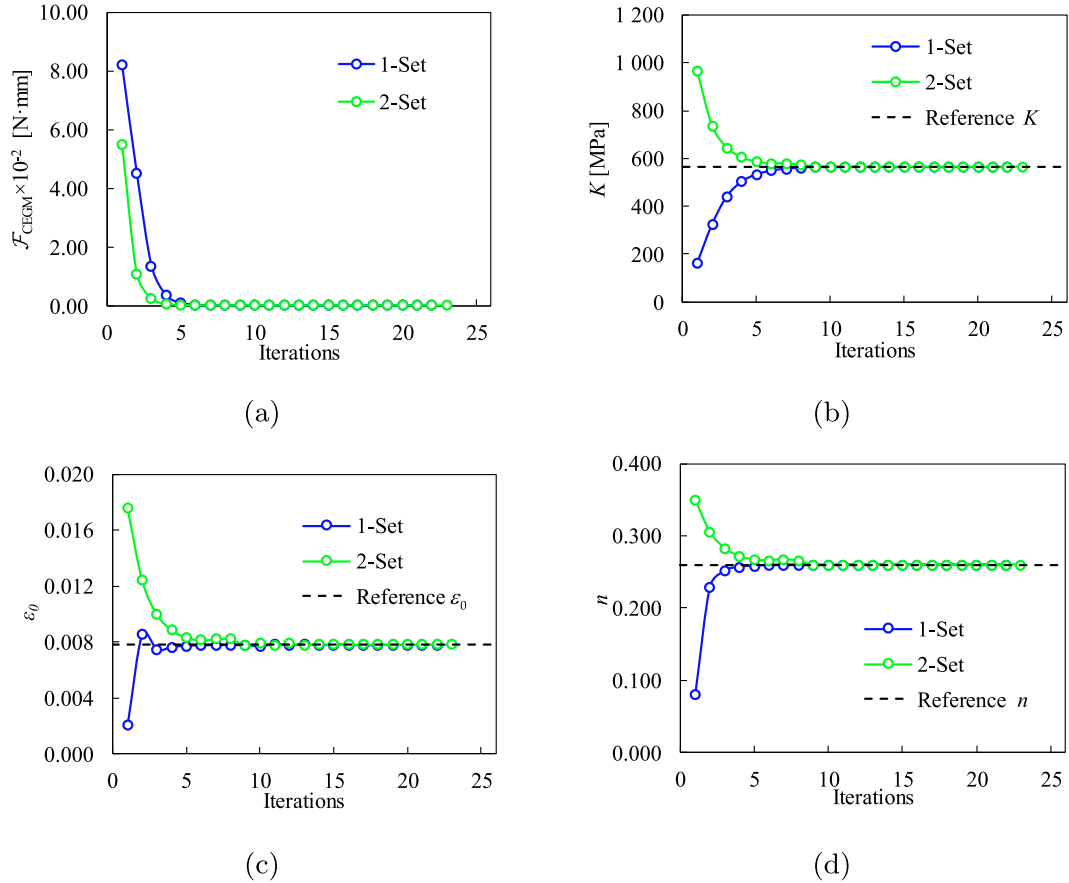 10.00
8.00
6.00
4.00
2.00
0.00
ℱCEGM×10⁻² [N·mm]
1-Set
2-Set
0 5 10 15 20 25
Iterations
(a)
1 200
1 000
800
600
400
200
0
K [MPa]
1-Set
2-Set
Reference K
0 5 10 15 20 25
Iterations
(b)
0.020
0.016
0.012
0.008
0.004
0.000
ε0
1-Set
2-Set
Reference ε0
0 5 10 15 20 25
Iterations
(c)
0.400
0.300
0.200
0.100
0.000
n
1-Set
2-Set
Reference n
0 5 10 15 20 25
Iterations
(d)